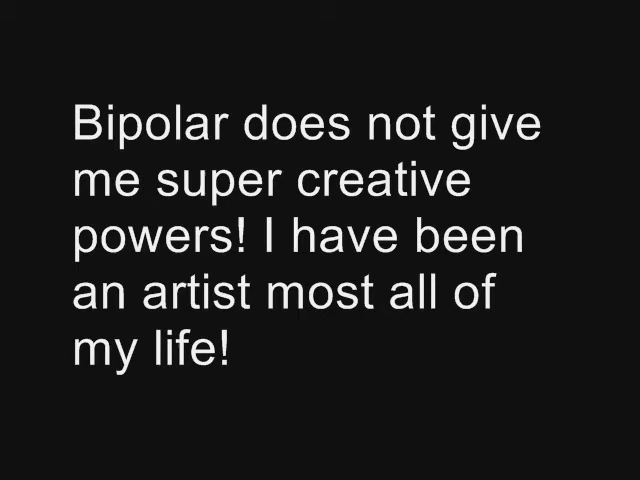 Bipolar does not give
me super creative
powers! I have been
an artist most all of
my life!